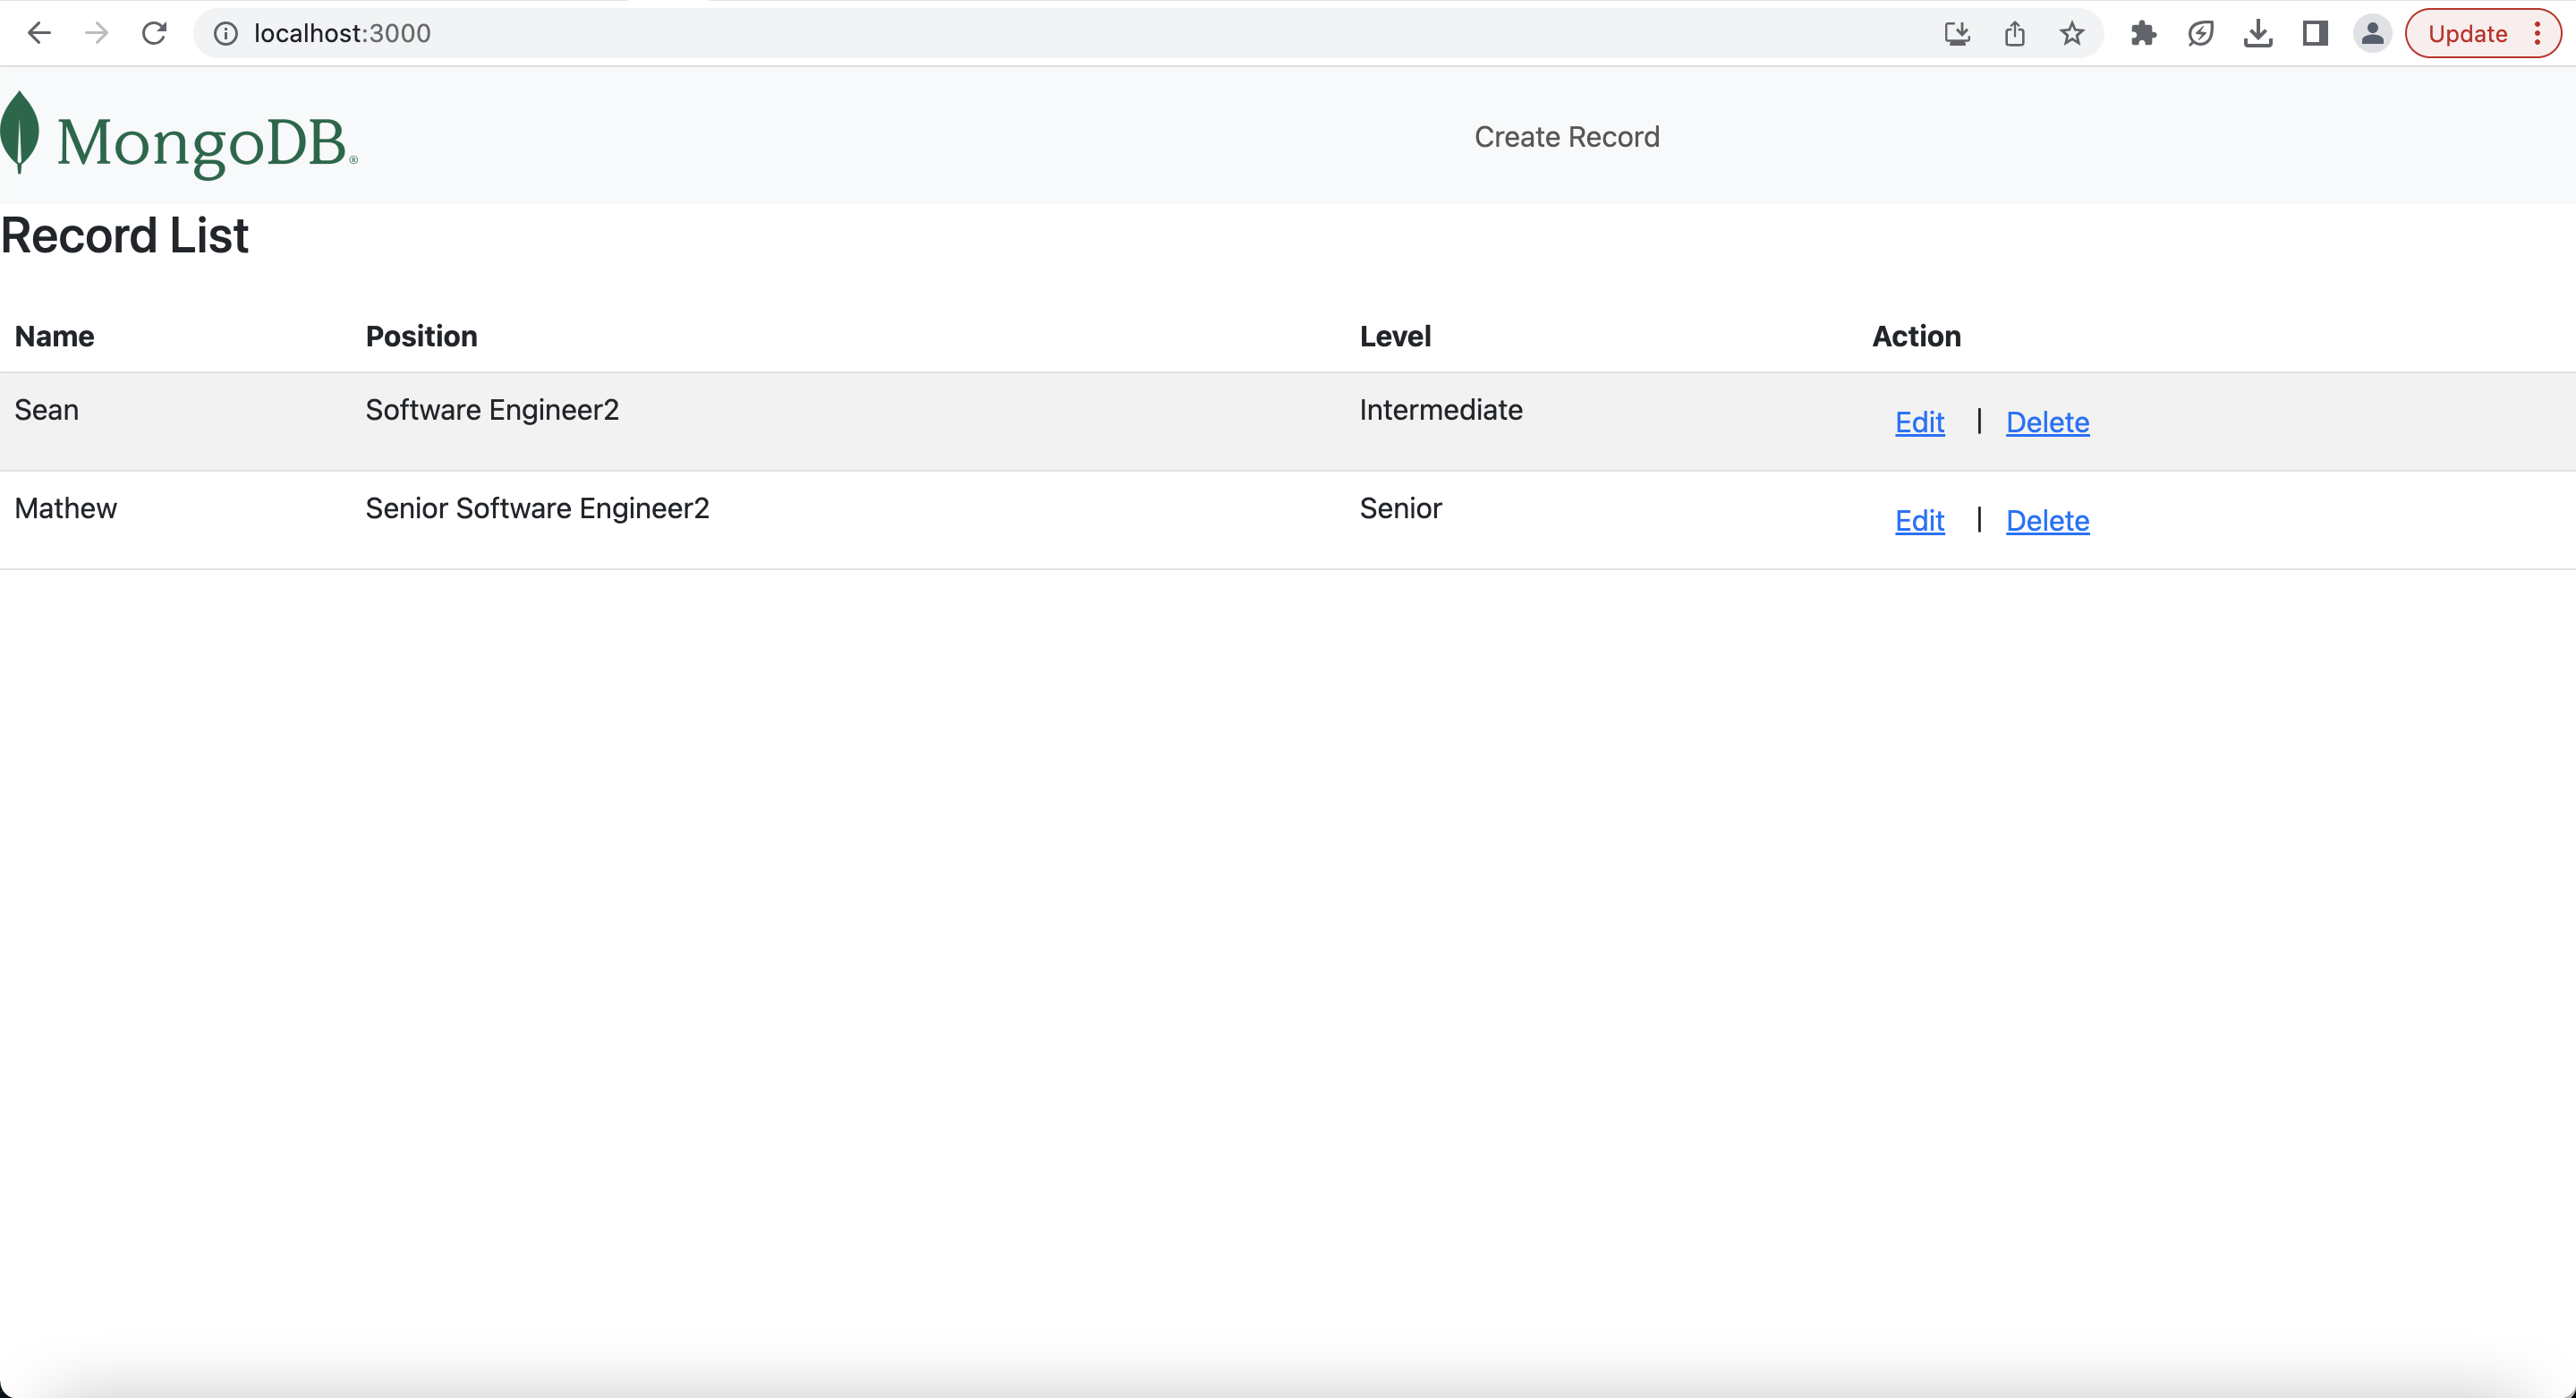 localhost:3000
Update
MongoDB®
Create Record
Record List
Name Position Level Action
Sean Software Engineer2 Intermediate Edit | Delete
Mathew Senior Software Engineer2 Senior Edit | Delete